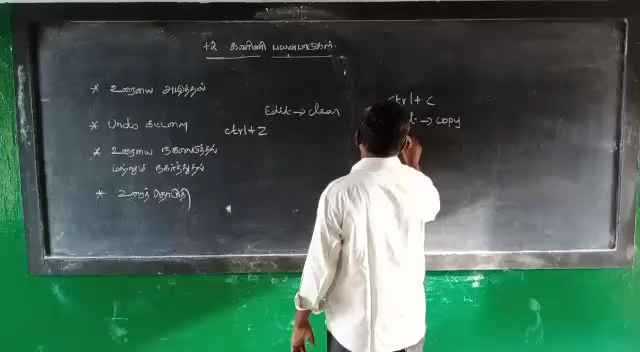 +2 கணினி பயன்பாடுகள்.
* உரையை அழித்தல்
Edit → clear
* Undo கட்டளை
ctrl+Z
* உரையை நகலெடுத்தல்
மற்றும் நகர்த்துதல்
* உரைத் தொகுதி
ctrl + C
→ copy